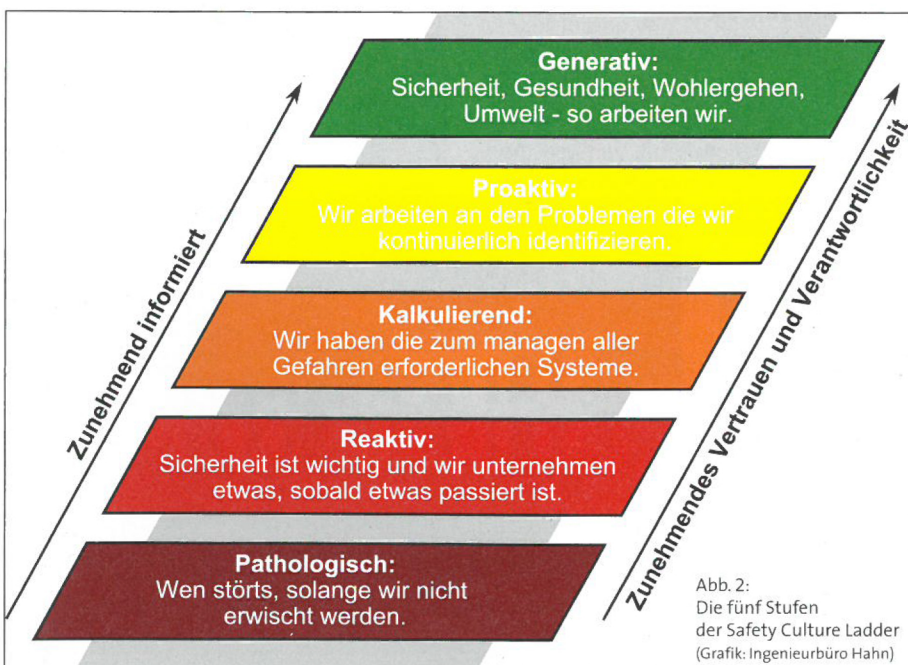 Generativ:
Sicherheit, Gesundheit, Wohlergehen,
Umwelt - so arbeiten wir.
Proaktiv:
Wir arbeiten an den Problemen die wir
kontinuierlich identifizieren.
Kalkulierend:
Wir haben die zum managen aller
Gefahren erforderlichen Systeme.
Reaktiv:
Sicherheit ist wichtig und wir unternehmen
etwas, sobald etwas passiert ist.
Pathologisch:
Wen störts, solange wir nicht
erwischt werden.
Zunehmend informiert
Zunehmendes Vertrauen und Verantwortlichkeit
Abb. 2:
Die fünf Stufen
der Safety Culture Ladder
(Grafik: Ingenieurbüro Hahn)